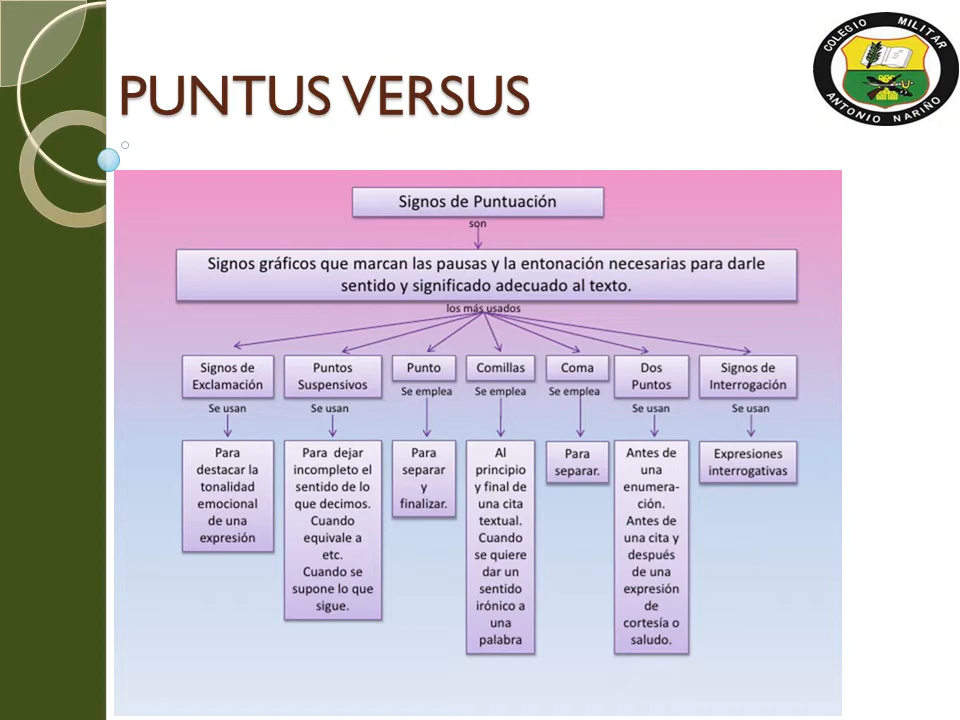 PUNTUS VERSUS
COLEGIO MILITAR
ANTONIO NARIÑO
Signos de Puntuación
son
Signos gráficos que marcan las pausas y la entonación necesarias para darle
sentido y significado adecuado al texto.
los más usados
Signos de
Exclamación
Se usan
Para
destacar la
tonalidad
emocional
de una
expresión
Puntos
Suspensivos
Se usan
Para dejar
incompleto el
sentido de lo
que decimos.
Cuando
equivale a
etc.
Cuando se
supone lo que
sigue.
Punto
Se emplea
Para
separar
y
finalizar.
Comillas
Se emplea
Al
principio
y final de
una cita
textual.
Cuando
se quiere
dar un
sentido
irónico a
una
palabra
Coma
Se emplea
Para
separar.
Dos
Puntos
Se usan
Antes de
una
enumera-
ción.
Antes de
una cita y
después
de una
expresión
de
cortesía o
saludo.
Signos de
Interrogación
Se usan
Expresiones
interrogativas